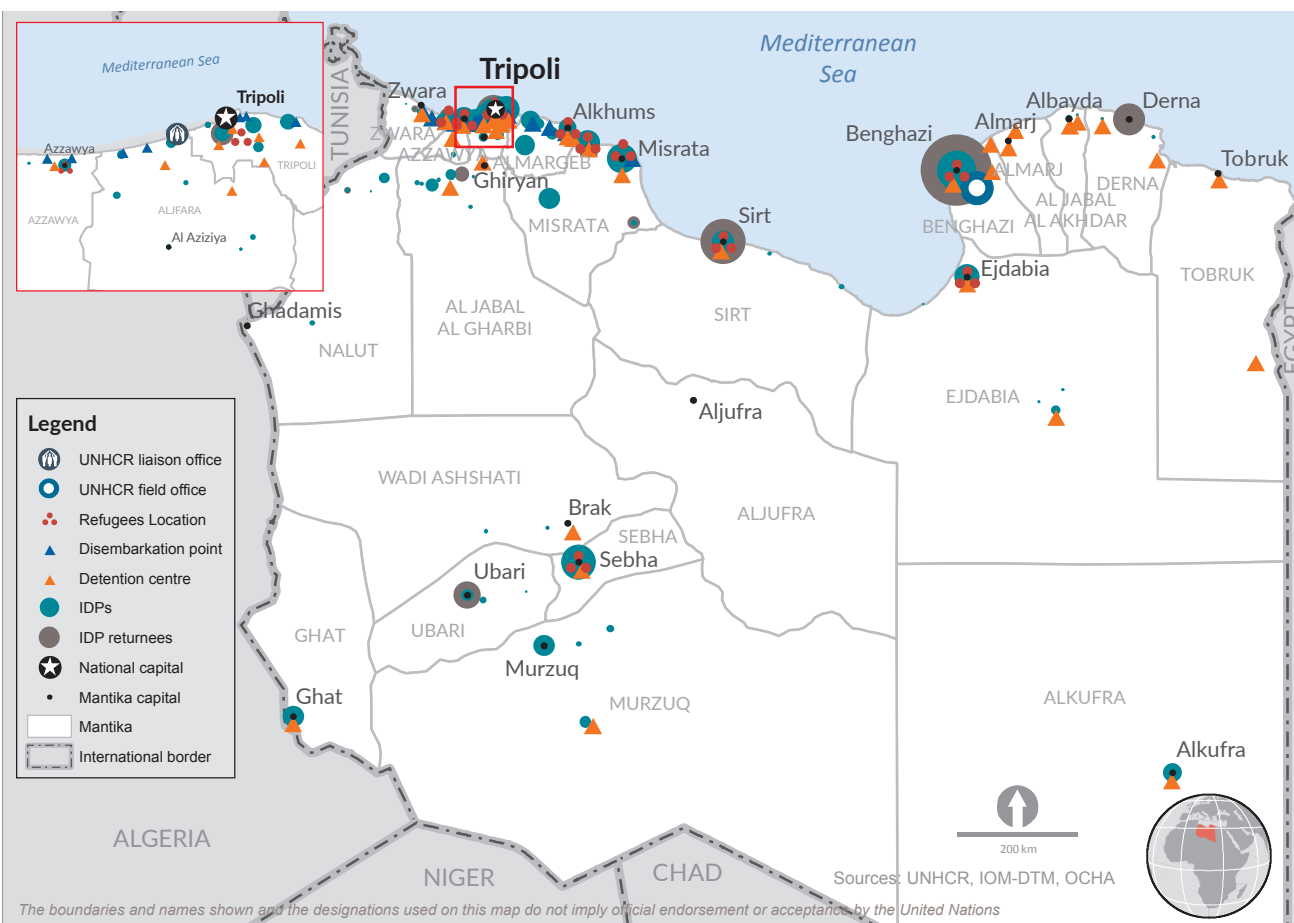 Mediterranean Sea
Tripoli
Azzawya
TRIPOLI
AZZAWYA
ALJFARA
Al Aziziya
Mediterranean
Sea
Tripoli
TUNISIA
Zwara
ZWARA
AZZAWYA
Alkhums
ALMARGEB
Misrata
Ghiryan
MISRATA
Benghazi
Almarj
Albayda
Derna
Tobruk
ALMARJ
DERNA
AL JABAL
AL AKHDAR
BENGHAZI
Sirt
Ejdabia
TOBRUK
EGYPT
Ghadamis
NALUT
AL JABAL
AL GHARBI
SIRT
EJDABIA
Aljufra
WADI ASHSHATI
Brak
SEBHA
ALJUFRA
Sebha
Ubari
UBARI
GHAT
Murzuq
MURZUQ
Ghat
ALKUFRA
Alkufra
Legend
UNHCR liaison office
UNHCR field office
Refugees Location
Disembarkation point
Detention centre
IDPs
IDP returnees
National capital
Mantika capital
Mantika
International border
ALGERIA
NIGER
CHAD
200 km
Sources: UNHCR, IOM-DTM, OCHA
The boundaries and names shown and the designations used on this map do not imply official endorsement or acceptance by the United Nations